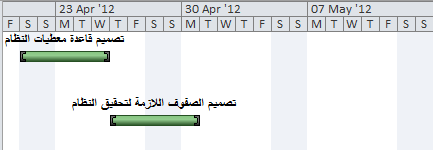 23 Apr '12 30 Apr '12 07 May '12
F S S M T W T F S S M T W T F S S M T W T F S S
تصميم قاعدة معطيات النظام
تصميم الصفوف اللازمة لتحقيق النظام